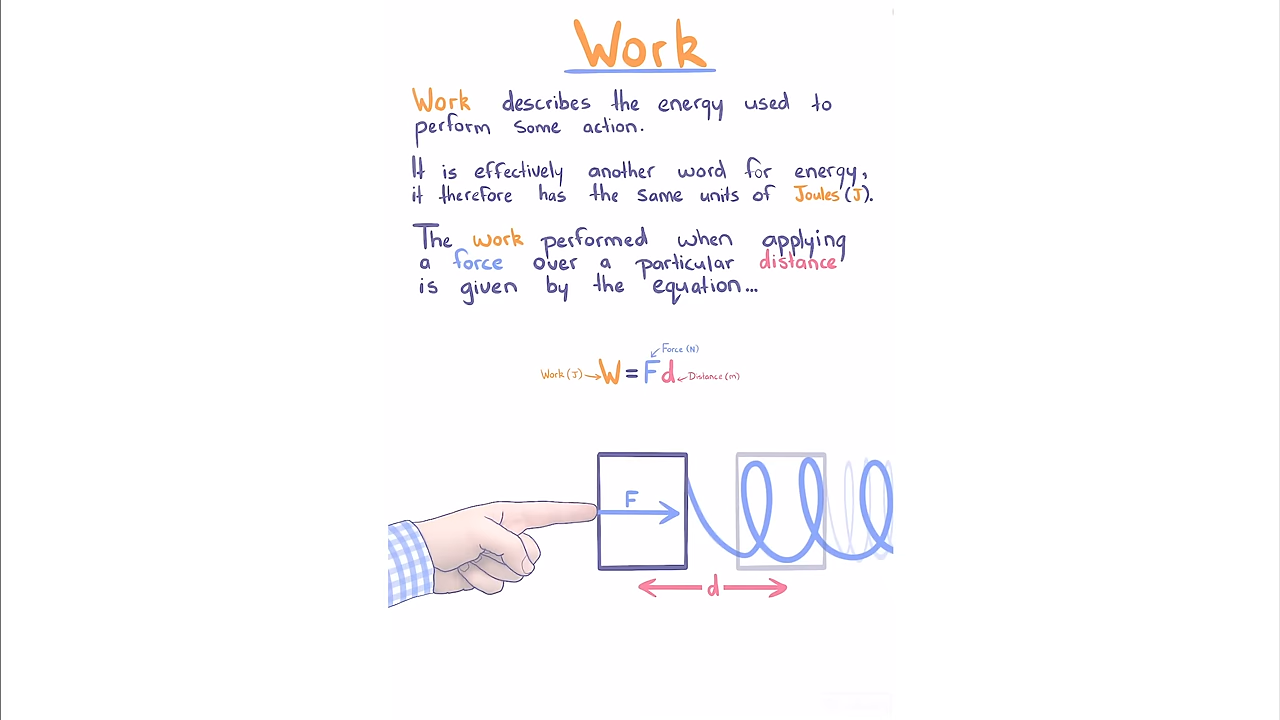 Work
Work describes the energy used to
perform some action.
It is effectively another word for energy,
it therefore has the same units of Joules (J).
The work performed when applying
a force over a particular distance
is given by the equation...
Force (N)
Work (J) W = Fd Distance (m)
F
d